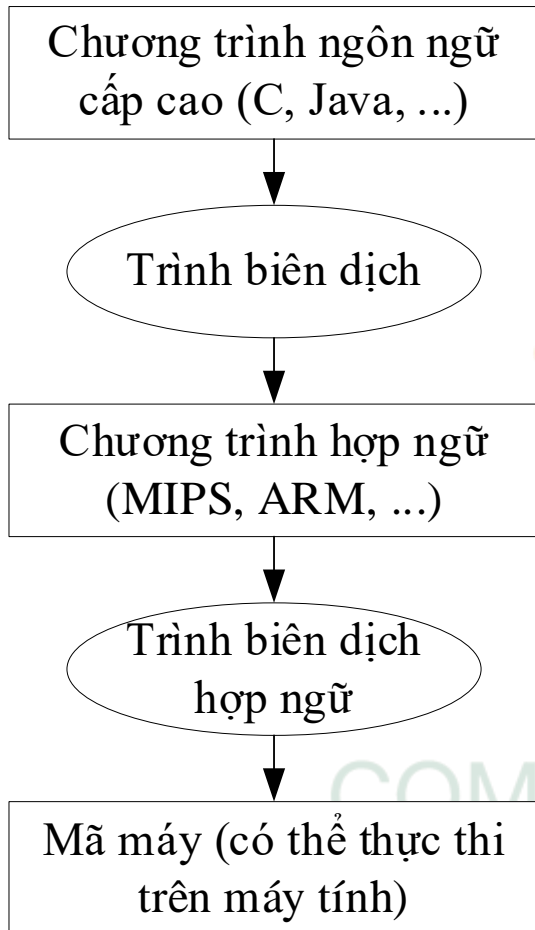 Chương trình ngôn ngữ
cấp cao (C, Java, ...)
Trình biên dịch
Chương trình hợp ngữ
(MIPS, ARM, ...)
Trình biên dịch
hợp ngữ
COM
Mã máy (có thể thực thi
trên máy tính)